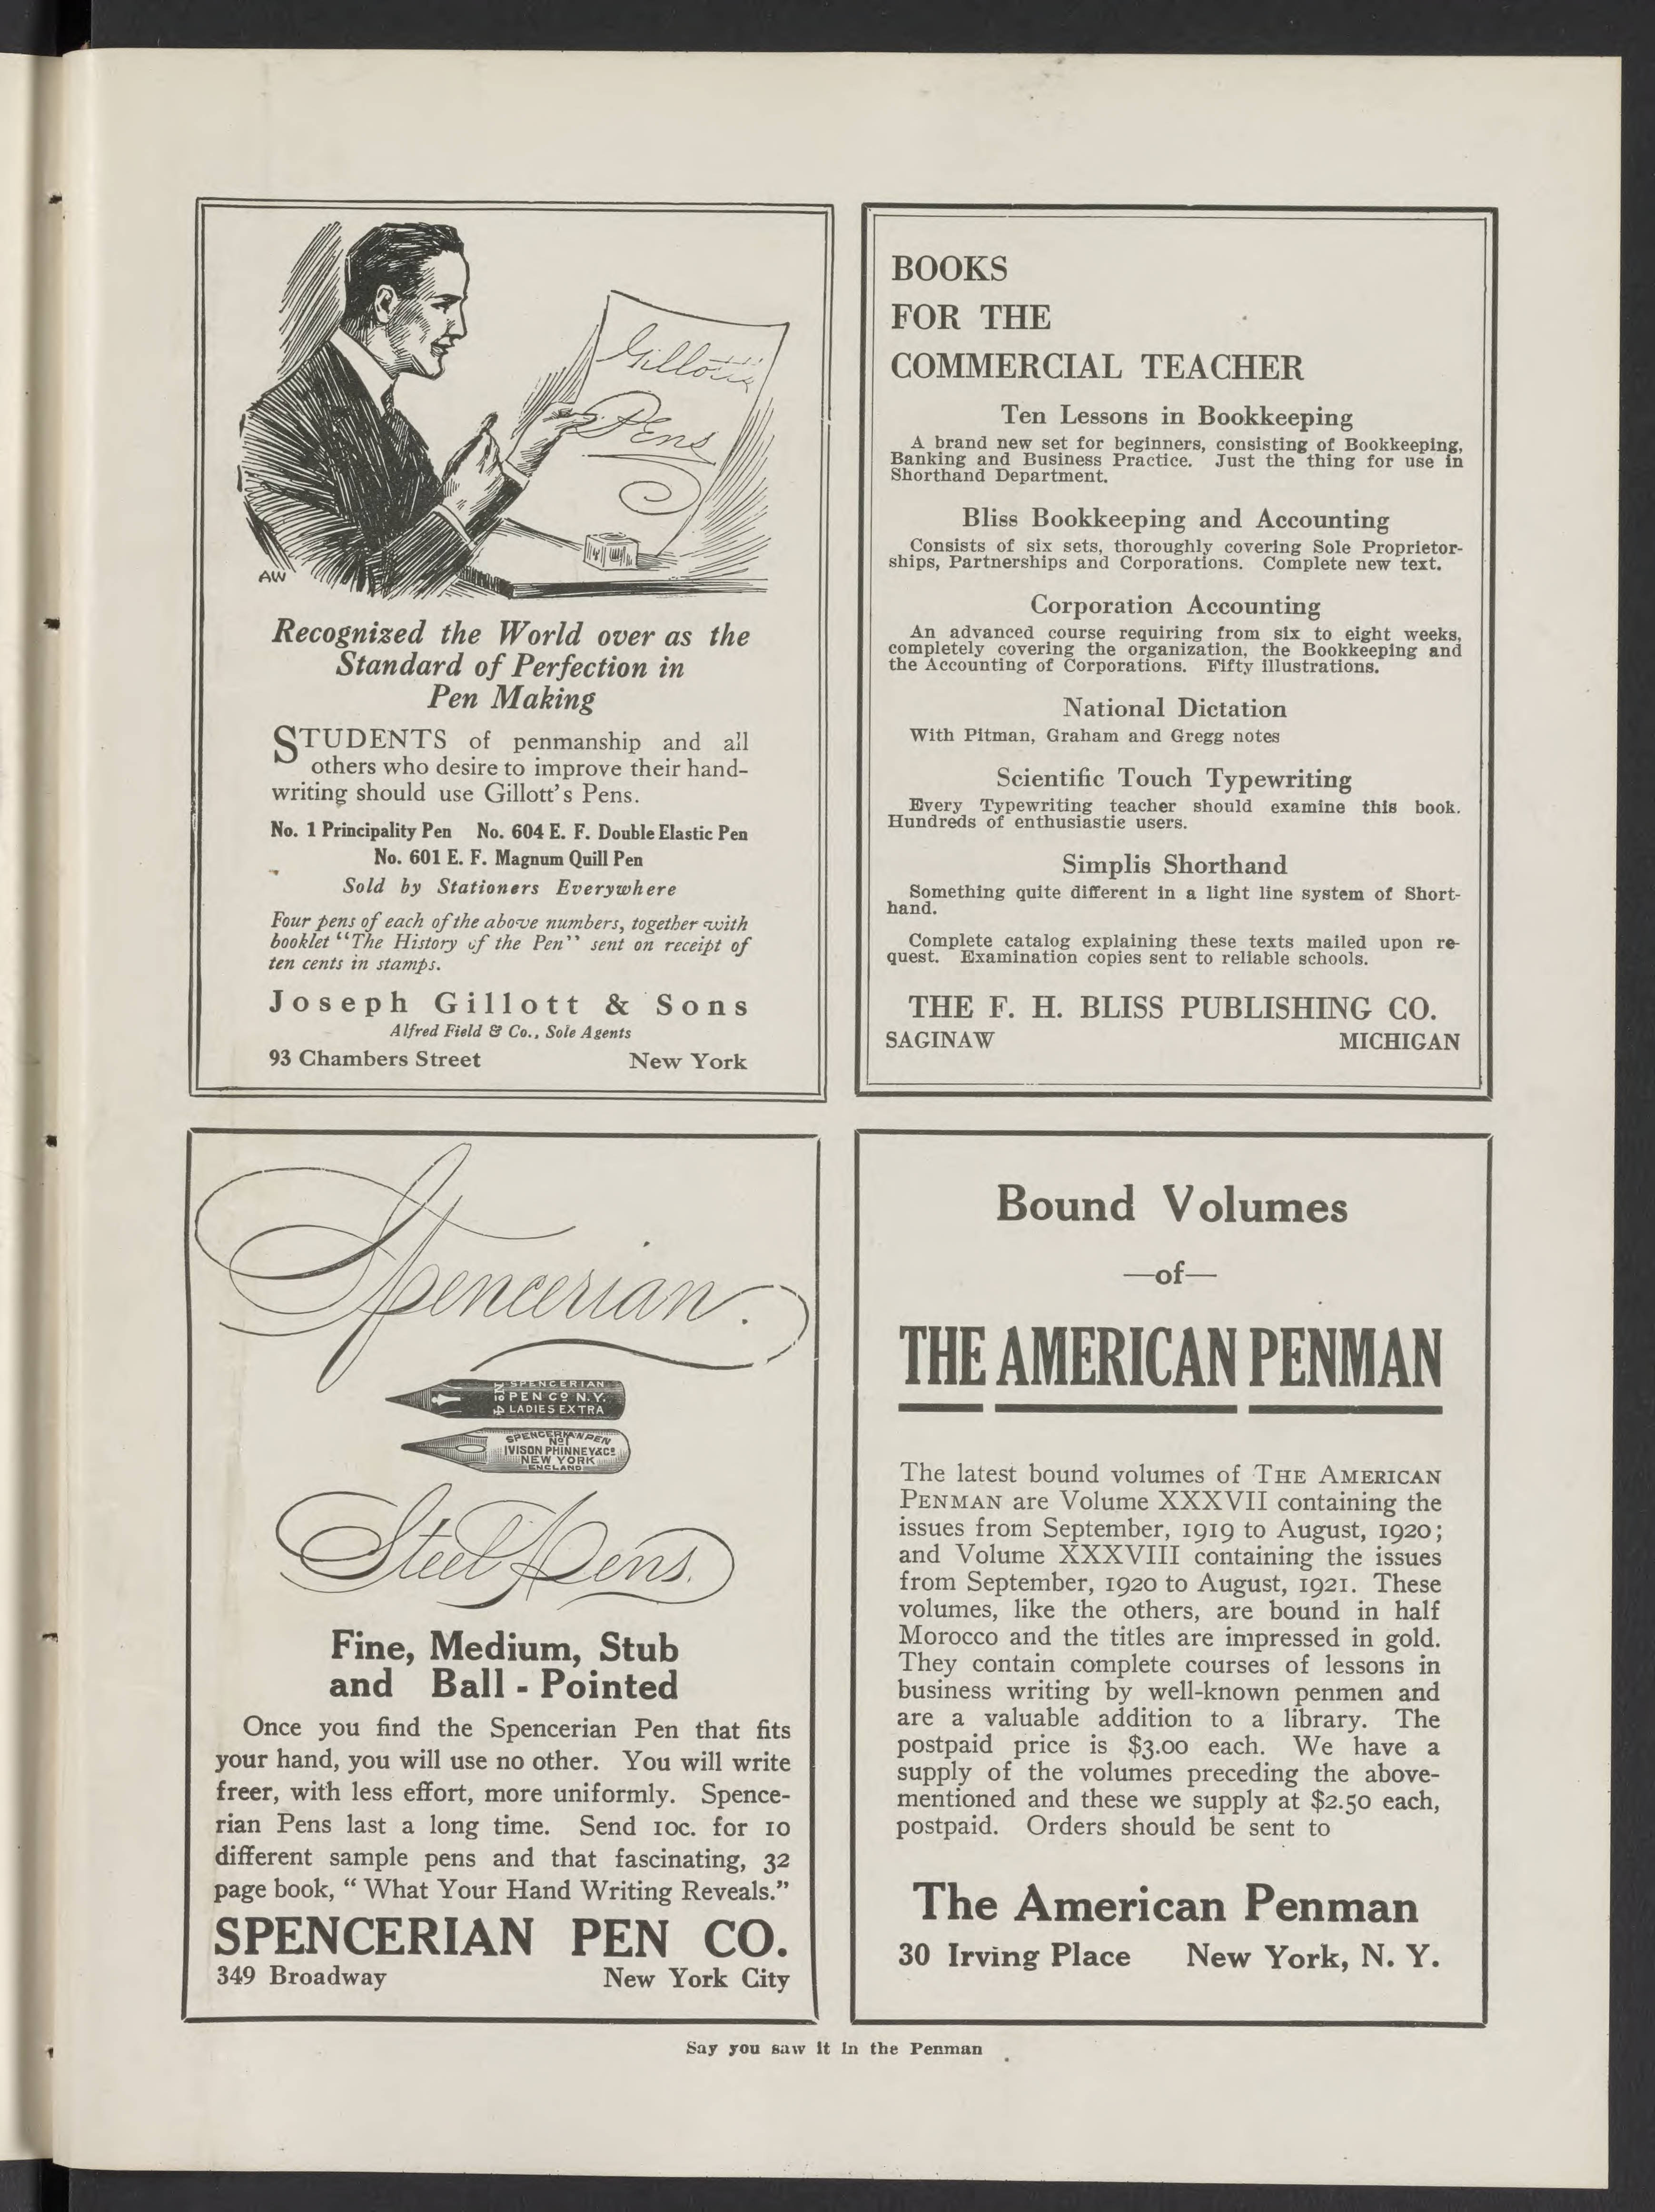 Gillott's
Pens
AW
Recognized the World over as the
Standard of Perfection in
Pen Making
STUDENTS of penmanship and all
others who desire to improve their hand-
writing should use Gillott's Pens.
No. 1 Principality Pen No. 604 E. F. Double Elastic Pen
No. 601 E. F. Magnum Quill Pen
Sold by Stationers Everywhere
Four pens of each of the above numbers, together with
booklet "The History of the Pen" sent on receipt of
ten cents in stamps.
Joseph Gillott & Sons
Alfred Field & Co., Sole Agents
93 Chambers Street New York
BOOKS
FOR THE
COMMERCIAL TEACHER
Ten Lessons in Bookkeeping
A brand new set for beginners, consisting of Bookkeeping,
Banking and Business Practice. Just the thing for use in
Shorthand Department.
Bliss Bookkeeping and Accounting
Consists of six sets, thoroughly covering Sole Proprietor-
ships, Partnerships and Corporations. Complete new text.
Corporation Accounting
An advanced course requiring from six to eight weeks,
completely covering the organization, the Bookkeeping and
the Accounting of Corporations. Fifty illustrations.
National Dictation
With Pitman, Graham and Gregg notes
Scientific Touch Typewriting
Every Typewriting teacher should examine this book.
Hundreds of enthusiastie users.
Simplis Shorthand
Something quite different in a light line system of Short-
hand.
Complete catalog explaining these texts mailed upon re-
quest. Examination copies sent to reliable schools.
THE F. H. BLISS PUBLISHING CO.
SAGINAW MICHIGAN
Spencerian.
SPENCERIAN
PEN Co N.Y.
LADIES EXTRA
No 4
SPENCERIAN PEN
No 1
IVISON PHINNEY & Co
NEW YORK
ENGLAND
Steel Pens.
Fine, Medium, Stub
and Ball - Pointed
Once you find the Spencerian Pen that fits
your hand, you will use no other. You will write
freer, with less effort, more uniformly. Spence-
rian Pens last a long time. Send 10c. for 10
different sample pens and that fascinating, 32
page book, " What Your Hand Writing Reveals."
SPENCERIAN PEN CO.
349 Broadway New York City
Bound Volumes
—of—
THE AMERICAN PENMAN
The latest bound volumes of THE AMERICAN
PENMAN are Volume XXXVII containing the
issues from September, 1919 to August, 1920;
and Volume XXXVIII containing the issues
from September, 1920 to August, 1921. These
volumes, like the others, are bound in half
Morocco and the titles are impressed in gold.
They contain complete courses of lessons in
business writing by well-known penmen and
are a valuable addition to a library. The
postpaid price is $3.00 each. We have a
supply of the volumes preceding the above-
mentioned and these we supply at $2.50 each,
postpaid. Orders should be sent to
The American Penman
30 Irving Place New York, N. Y.
Say you saw it in the Penman